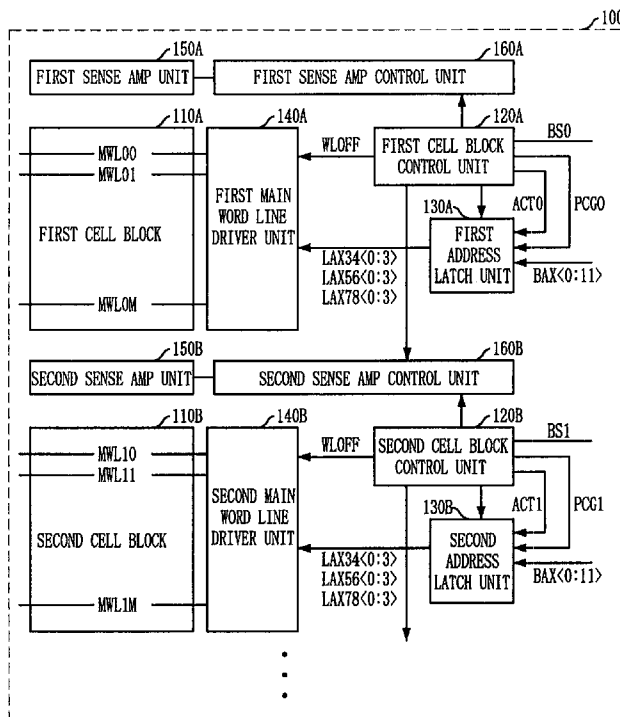 100
150A
160A
FIRST SENSE AMP UNIT
FIRST SENSE AMP CONTROL UNIT
110A
140A
120A
MWL00
MWL01
FIRST CELL BLOCK
MWL0M
FIRST MAIN
WORD LINE
DRIVER UNIT
WLOFF
FIRST CELL BLOCK
CONTROL UNIT
BS0
ACT0
PCG0
130A
FIRST
ADDRESS
LATCH UNIT
BAX<0:11>
LAX34<0:3>
LAX56<0:3>
LAX78<0:3>
150B
160B
SECOND SENSE AMP UNIT
SECOND SENSE AMP CONTROL UNIT
110B
140B
120B
MWL10
MWL11
SECOND CELL BLOCK
MWL1M
SECOND MAIN
WORD LINE
DRIVER UNIT
WLOFF
SECOND CELL BLOCK
CONTROL UNIT
BS1
ACT1
PCG1
130B
SECOND
ADDRESS
LATCH UNIT
BAX<0:11>
LAX34<0:3>
LAX56<0:3>
LAX78<0:3>